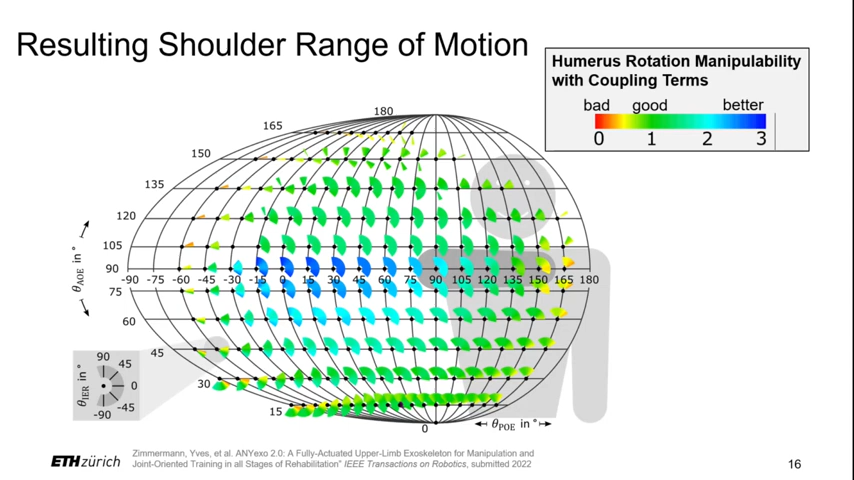 Resulting Shoulder Range of Motion
Humerus Rotation Manipulability
with Coupling Terms
bad good better
0 1 2 3
180
165
150
135
120
105
90
-90 -75 -60 -45 -30 -15 0 15 30 45 60 75 90 105 120 135 150 165 180
75
60
45
30
15
0
θAOE in °
θPOE in °
θIER in °
90
45
0
-45
-90
ETH zürich
Zimmermann, Yves, et al. ANYexo 2.0: A Fully-Actuated Upper-Limb Exoskeleton for Manipulation and
Joint-Oriented Training in all Stages of Rehabilitation" IEEE Transactions on Robotics, submitted 2022
16